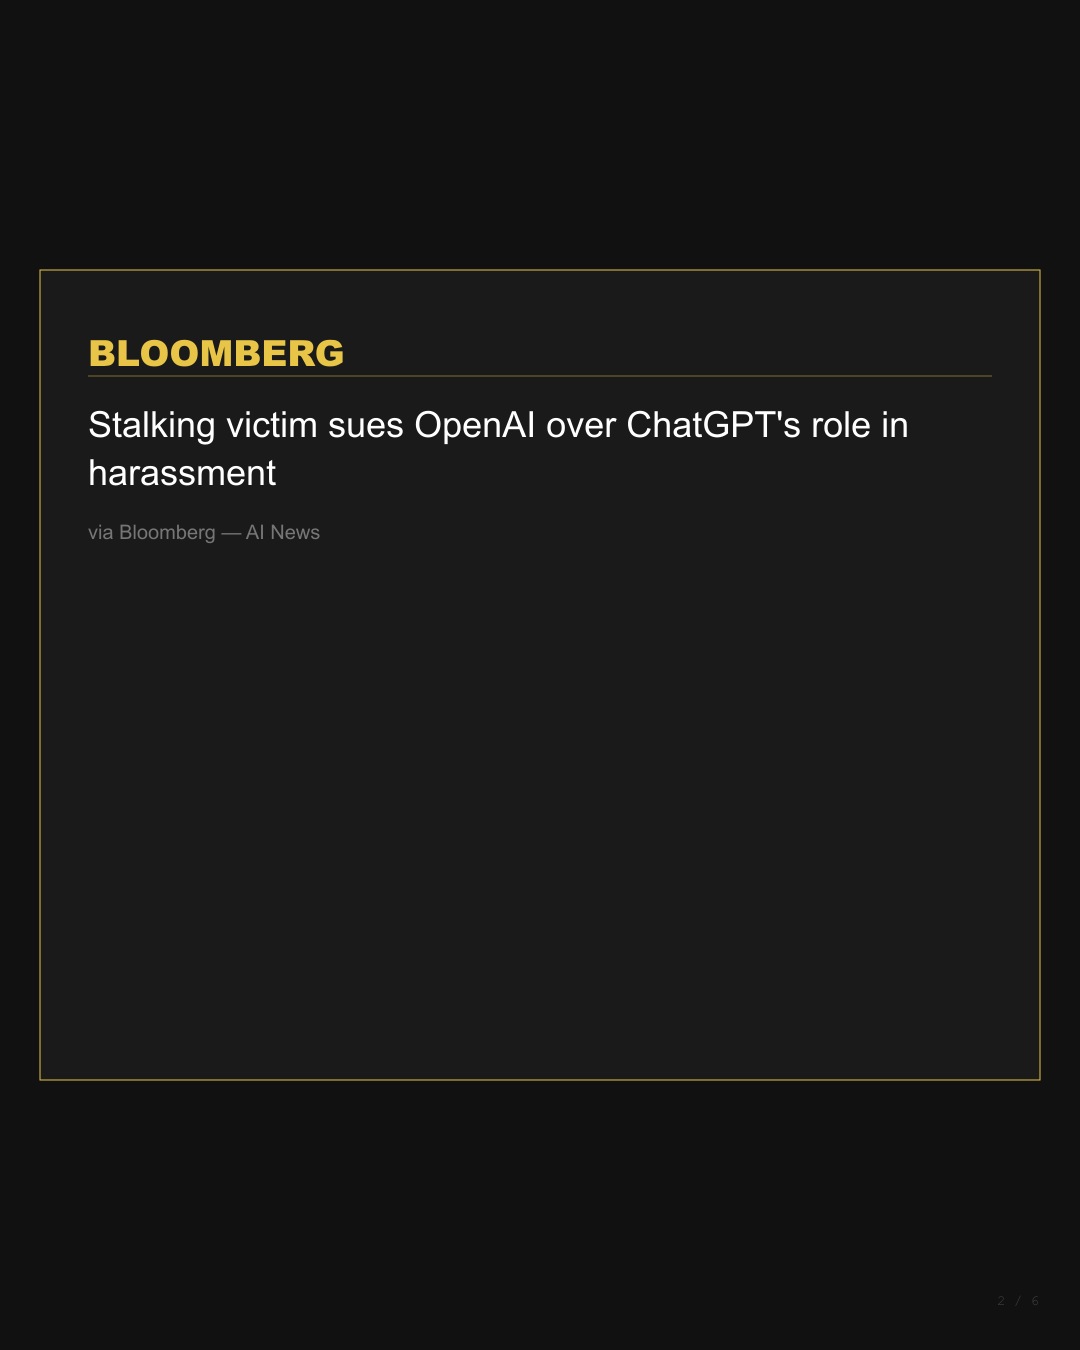 BLOOMBERG
Stalking victim sues OpenAI over ChatGPT's role in
harassment
via Bloomberg — AI News
2 / 6